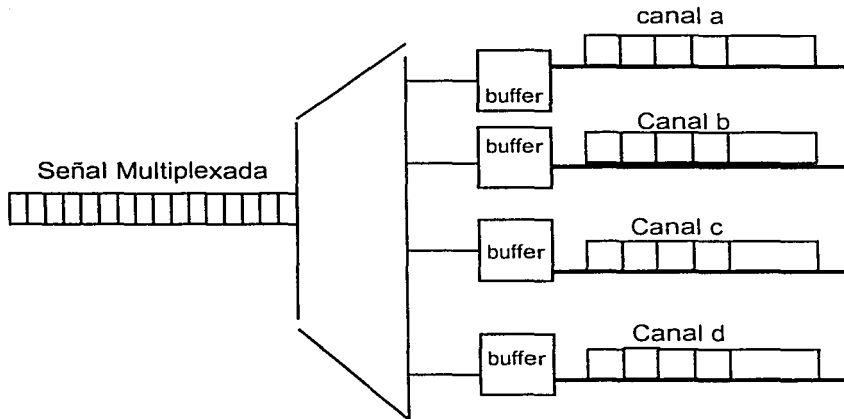 canal a
buffer
Canal b
buffer
Señal Multiplexada
Canal c
buffer
Canal d
buffer